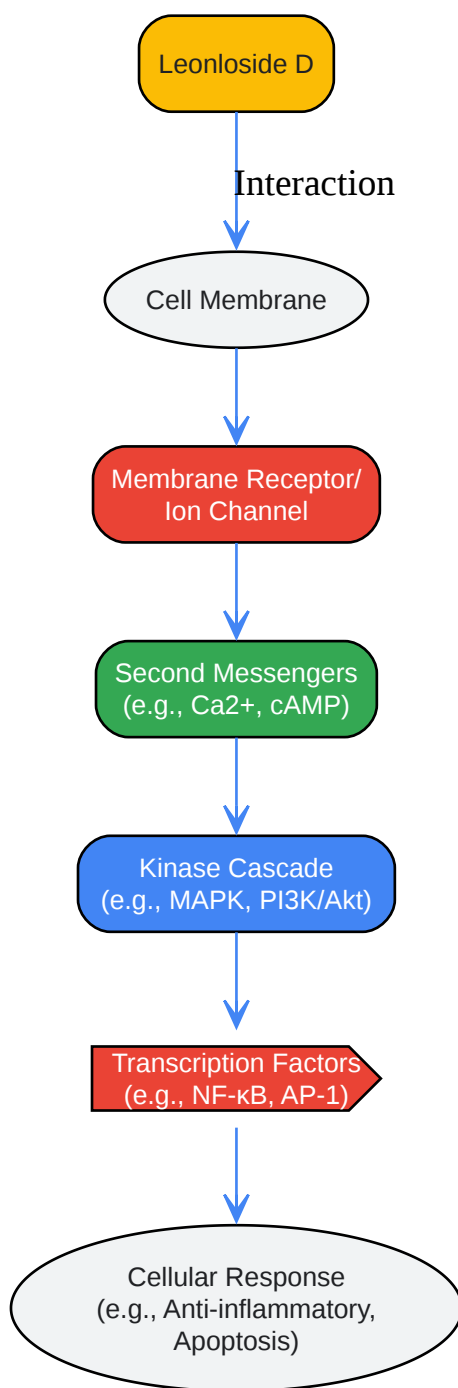 Leonloside D
Interaction
Cell Membrane
Membrane Receptor/
Ion Channel
Second Messengers
(e.g., Ca2+, cAMP)
Kinase Cascade
(e.g., MAPK, PI3K/Akt)
Transcription Factors
(e.g., NF-κB, AP-1)
Cellular Response
(e.g., Anti-inflammatory,
Apoptosis)